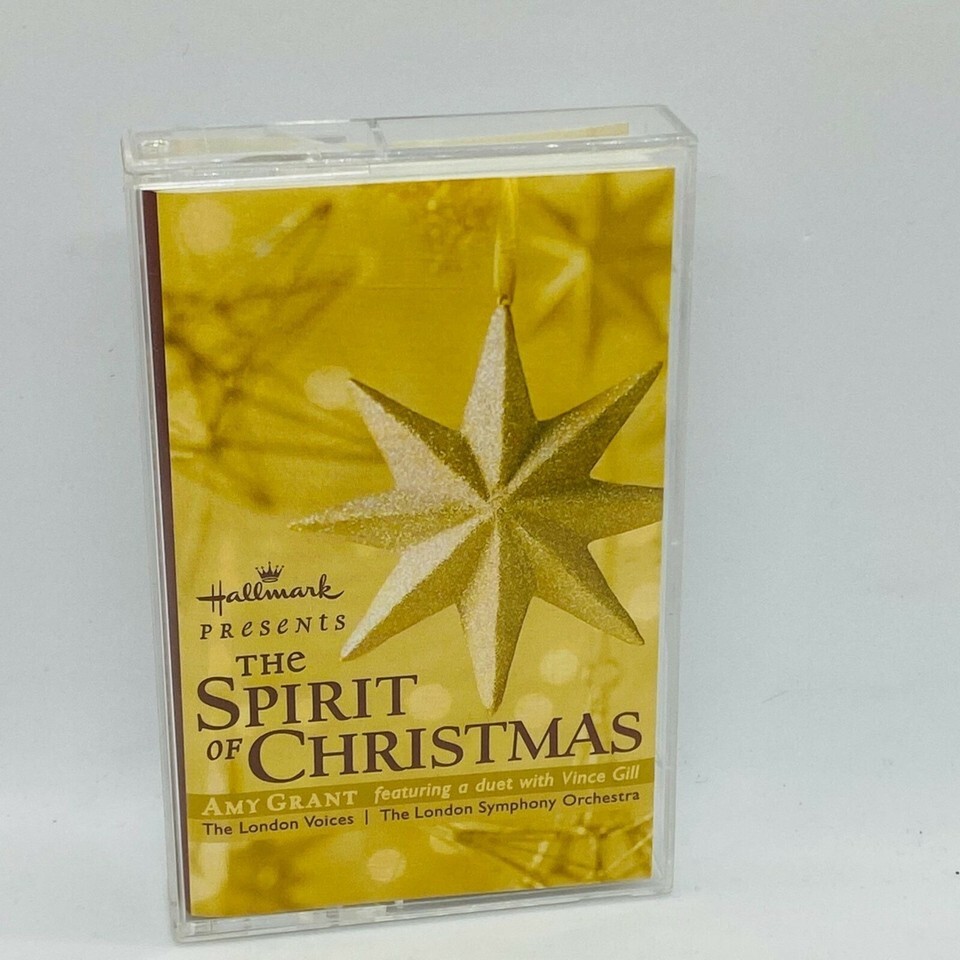 Hallmark
PRESENTS
THE
SPIRIT
OF CHRISTMAS
AMY GRANT featuring a duet with Vince Gill
The London Voices | The London Symphony Orchestra